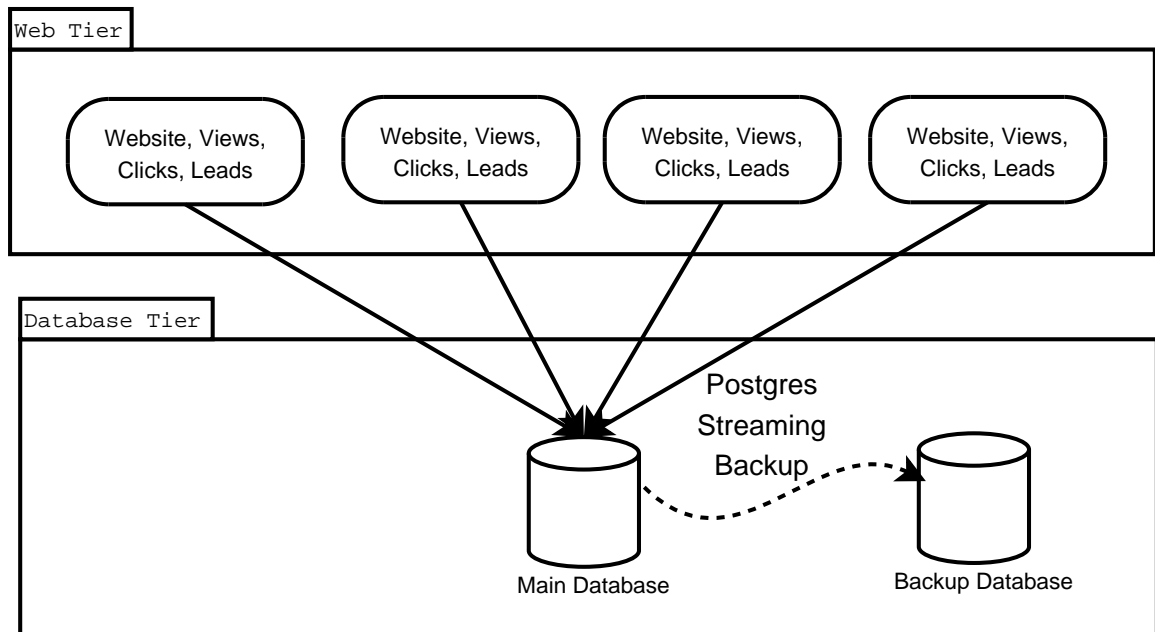 Web Tier
Website, Views,
Clicks, Leads
Website, Views,
Clicks, Leads
Website, Views,
Clicks, Leads
Website, Views,
Clicks, Leads
Database Tier
Postgres
Streaming
Backup
Main Database
Backup Database